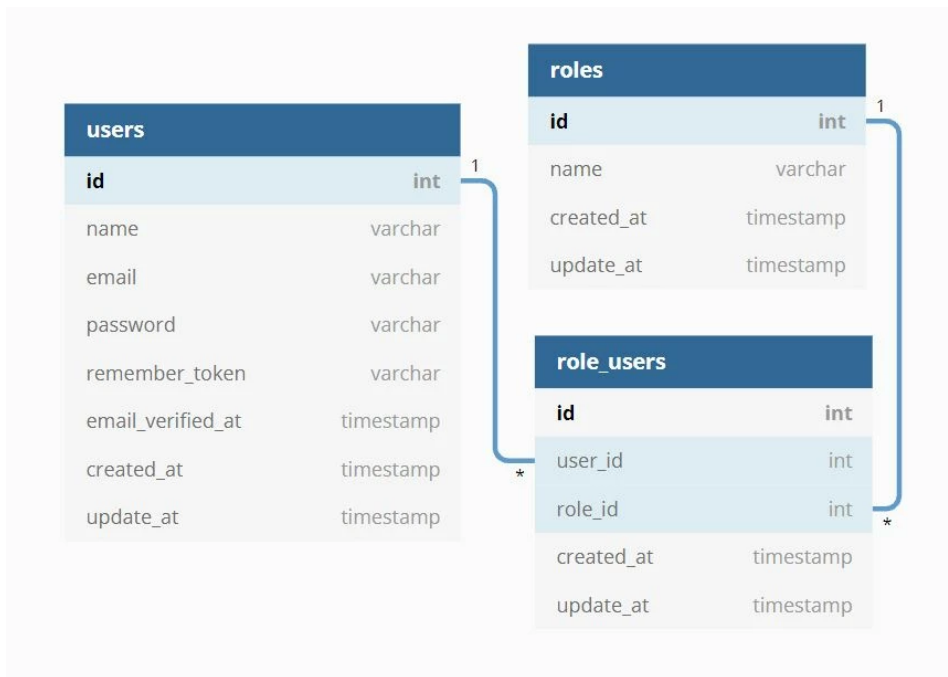 users
id int
name varchar
email varchar
password varchar
remember_token varchar
email_verified_at timestamp
created_at timestamp
update_at timestamp
1
*
roles
id int
name varchar
created_at timestamp
update_at timestamp
1
*
role_users
id int
user_id int
role_id int
created_at timestamp
update_at timestamp